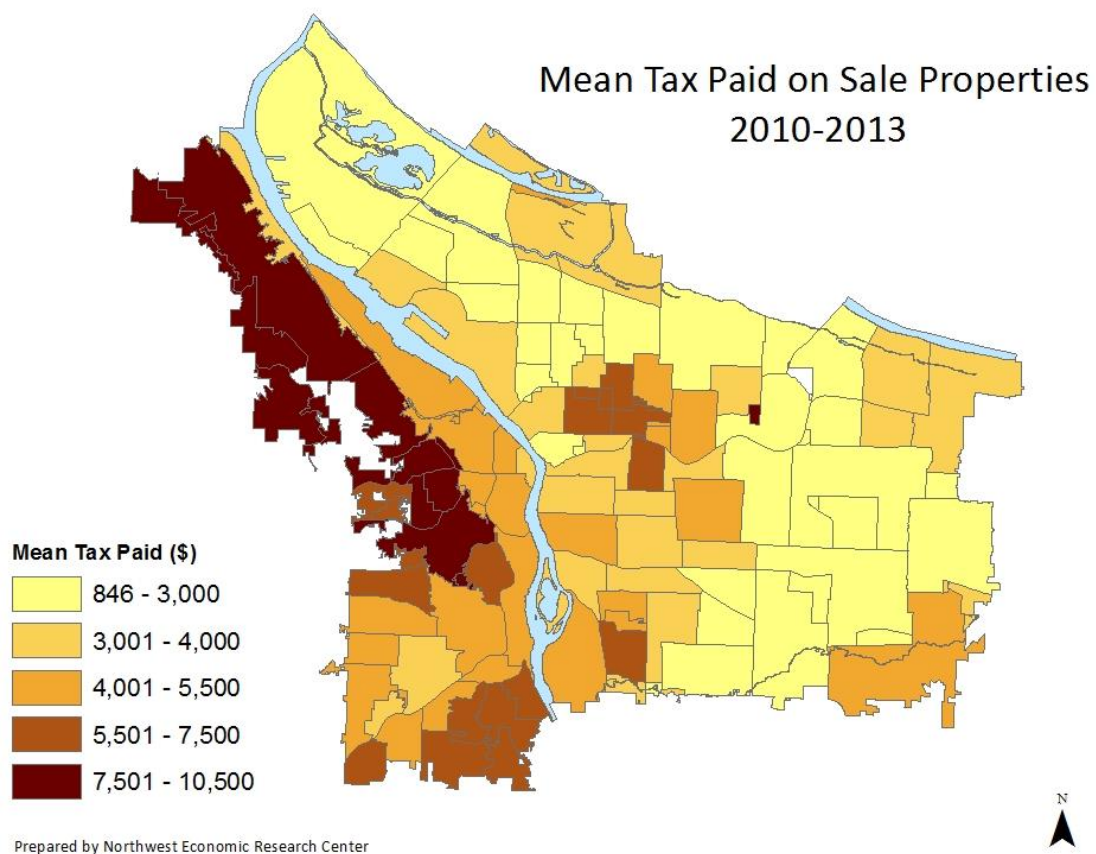 Mean Tax Paid on Sale Properties
2010-2013
Mean Tax Paid ($)
846 - 3,000
3,001 - 4,000
4,001 - 5,500
5,501 - 7,500
7,501 - 10,500
N
Prepared by Northwest Economic Research Center